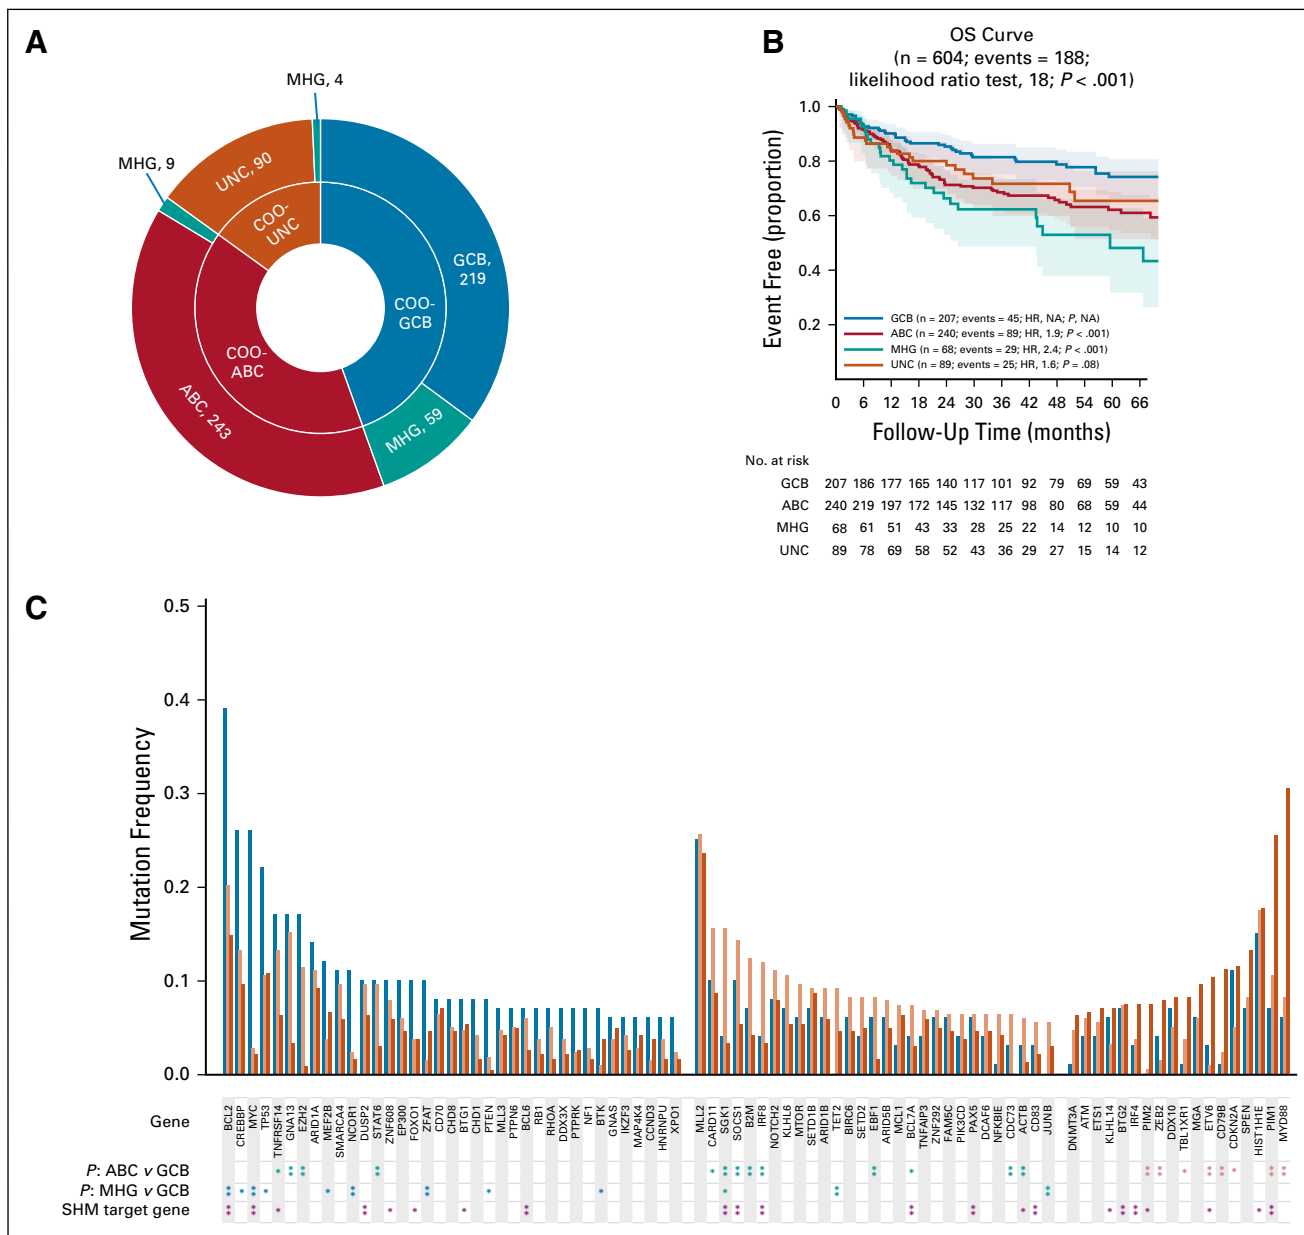 A
MHG, 4
MHG, 9
UNC, 90
COO-
UNC
GCB,
219
COO-
GCB
COO-
ABC
ABC, 243
MHG, 59
B
OS Curve
(n = 604; events = 188;
likelihood ratio test, 18; P < .001)
Event Free (proportion)
1.0
0.8
0.6
0.4
0.2
GCB (n = 207; events = 45; HR, NA; P, NA)
ABC (n = 240; events = 89; HR, 1.9; P < .001)
MHG (n = 68; events = 29; HR, 2.4; P < .001)
UNC (n = 89; events = 25; HR, 1.6; P = .08)
0 6 12 18 24 30 36 42 48 54 60 66
Follow-Up Time (months)
No. at risk
GCB 207 186 177 165 140 117 101 92 79 69 59 43
ABC 240 219 197 172 145 132 117 98 80 68 59 44
MHG 68 61 51 43 33 28 25 22 14 12 10 10
UNC 89 78 69 58 52 43 36 29 27 15 14 12
C
Mutation Frequency
0.5
0.4
0.3
0.2
0.1
0.0
Gene BCL2 CREBBP MYC TP53 TNFRSF14 GNA13 EZH2 ARID1A MEF2B SMARCA4 NCOR1 DUSP2 STAT6 ZNF608 EP300 FOXO1 ZFAT CD70 CHD8 BTG1 CHD1 PTEN MLL3 PTPN6 BCL6 RB1 RHOA DDX3X PTPRK NF1 BTK GNAS IKZF3 MAP4K4 CCND3 HNRNPU XPO1 MLL2 CARD11 SGK1 SOCS1 B2M IRF8 NOTCH2 KLHL6 MTOR SETD1B ARID1B TET2 BIRC6 SETD2 EBF1 ARID5B MCL1 BCL7A TNFAIP3 ZNF292 FAM65C PIK3CD PAX5 DCAF6 NFKBIE CDC73 ACTB CD83 JUNB DNMT3A ATM ETS1 KLHL14 BTG2 IRF4 PIM2 ZEB2 DDX10 TBL1XR1 MGA ETV6 CD79B CDKN2A SPEN HIST1H1E PIM1 MYD88
P: ABC v GCB * ** ** ** * ** ** ** ** ** * ** ** ** ** * ** ** * ** **
P: MHG v GCB ** * ** * * ** ** * * * ** **
SHM target gene ** ** * ** * * * ** ** ** ** ** ** * ** * ** ** * * * **